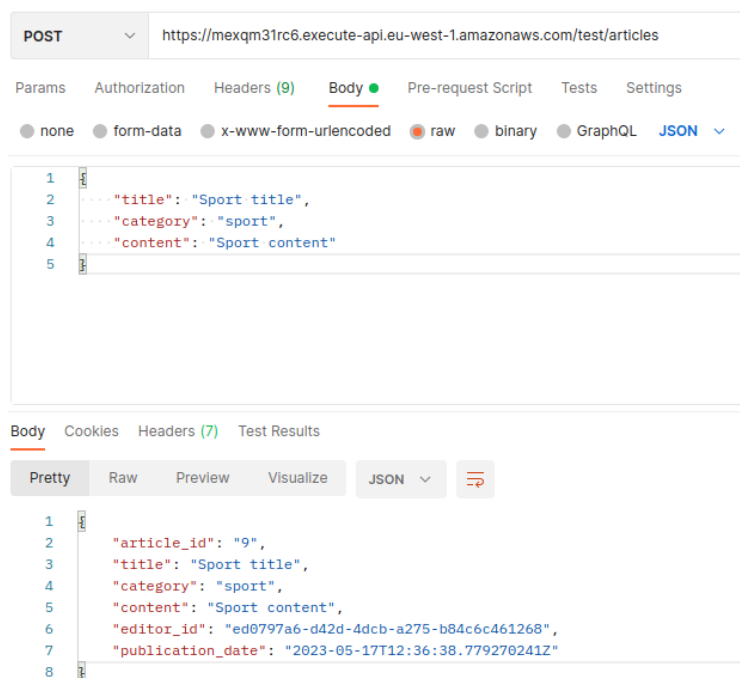 POST https://mexqm31rc6.execute-api.eu-west-1.amazonaws.com/test/articles
Params Authorization Headers (9) Body Pre-request Script Tests Settings
none form-data x-www-form-urlencoded raw binary GraphQL JSON
1 {
2 ····"title":·"Sport·title",
3 ····"category":·"sport",
4 ····"content":·"Sport·content"
5 }
Body Cookies Headers (7) Test Results
Pretty Raw Preview Visualize JSON
1 {
2 "article_id": "9",
3 "title": "Sport title",
4 "category": "sport",
5 "content": "Sport content",
6 "editor_id": "ed0797a6-d42d-4dcb-a275-b84c6c461268",
7 "publication_date": "2023-05-17T12:36:38.779270241Z"
8 }